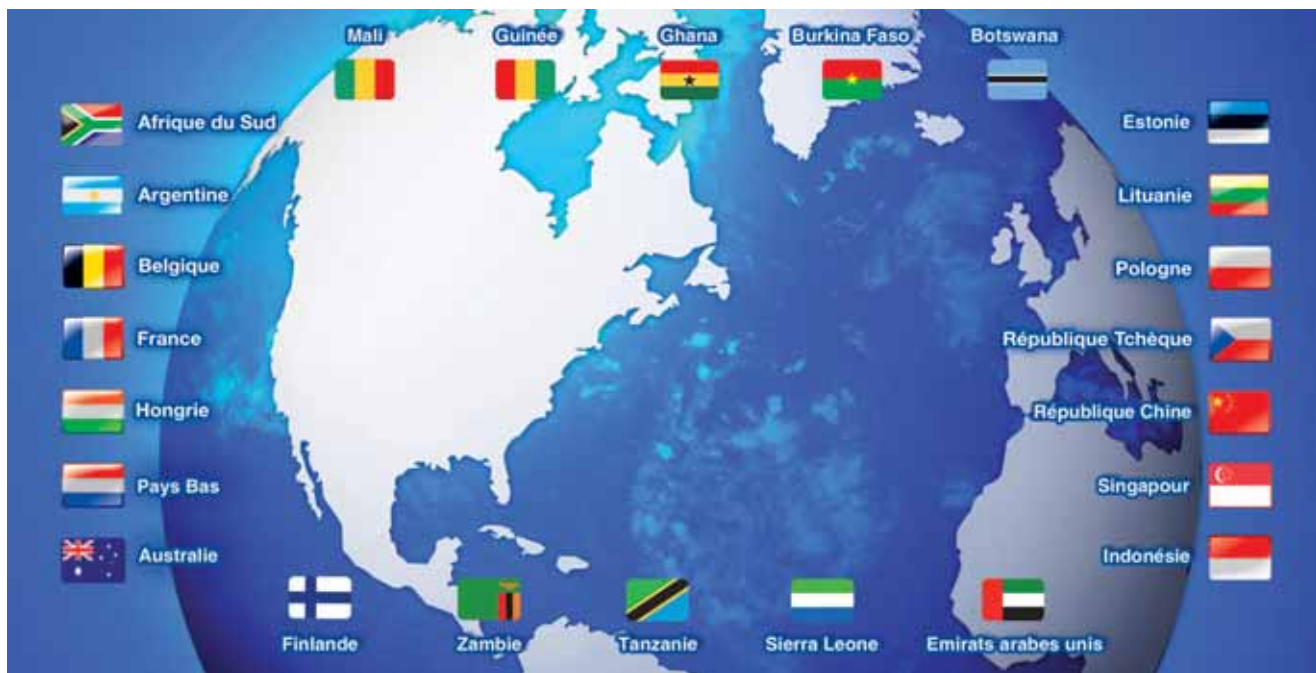 Mali
Guinée
Ghana
Burkina Faso
Botswana
Afrique du Sud
Argentine
Belgique
France
Hongrie
Pays Bas
Australie
Estonie
Lituanie
Pologne
République Tchèque
République Chine
Singapour
Indonésie
Finlande
Zambie
Tanzanie
Sierra Leone
Emirats arabes unis